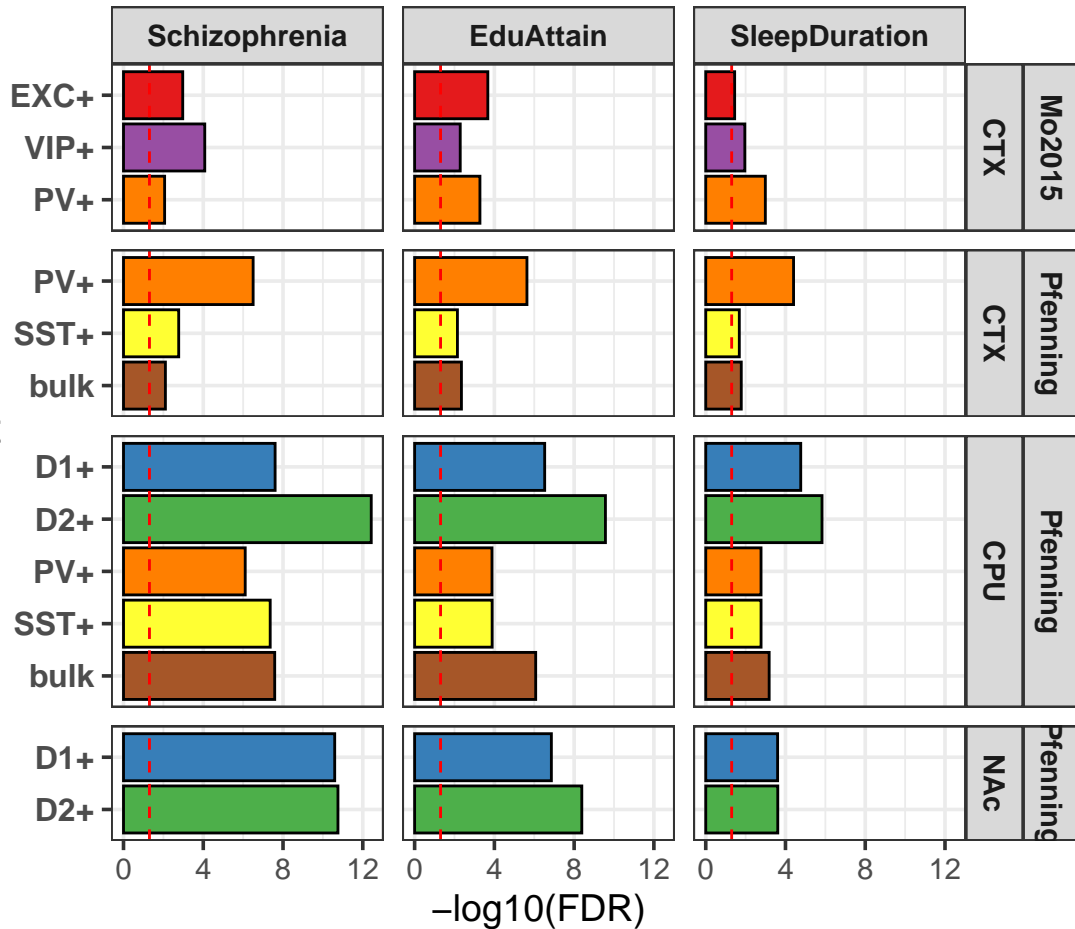 Schizophrenia EduAttain SleepDuration
EXC+
VIP+
PV+
CTX Mo2015
PV+
SST+
bulk
CTX Pfenning
D1+
D2+
PV+
SST+
bulk
CPU Pfenning
D1+
D2+
NAc Pfenning
0 4 8 12 0 4 8 12 0 4 8 12
−log10(FDR)